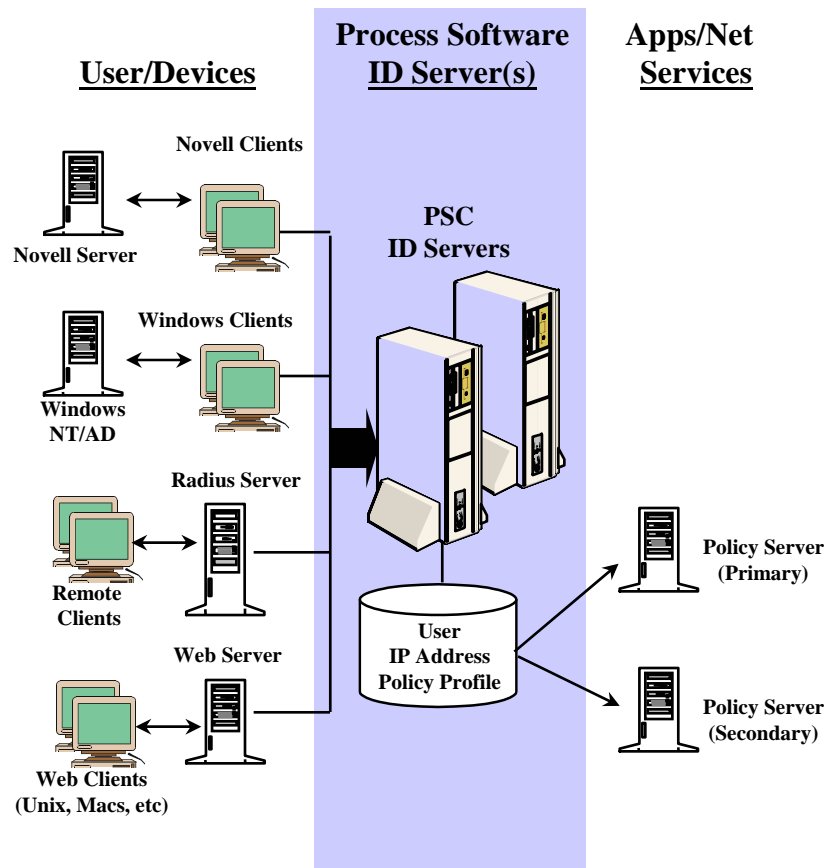 User/Devices
Process Software
ID Server(s)
Apps/Net
Services
Novell Clients
Novell Server
PSC
ID Servers
Windows Clients
Windows
NT/AD
Radius Server
Remote
Clients
Policy Server
(Primary)
User
IP Address
Policy Profile
Web Server
Policy Server
(Secondary)
Web Clients
(Unix, Macs, etc)